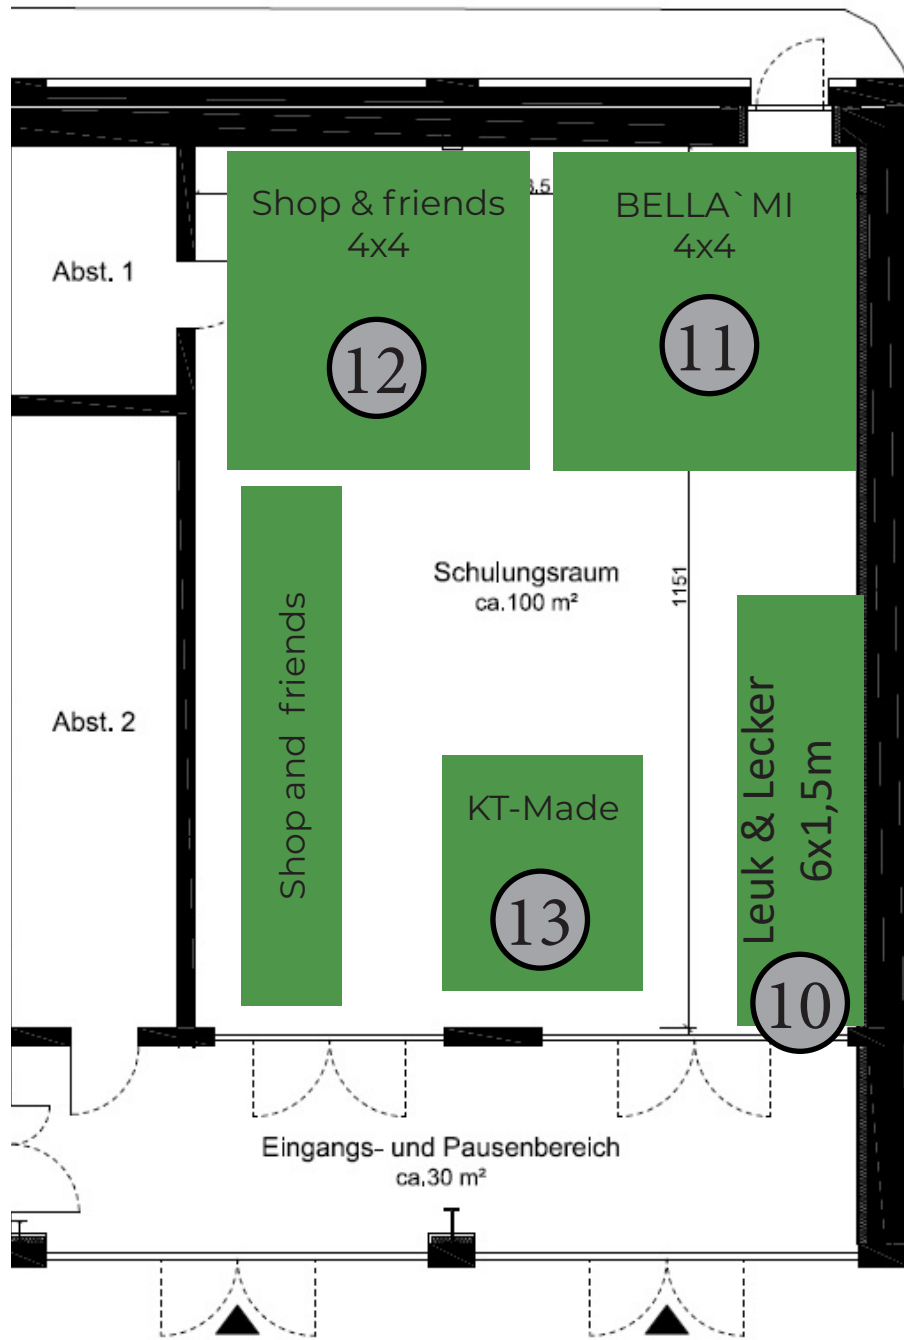 Shop & friends
4x4
12
BELLA`MI
4x4
11
Abst. 1
Schulungsraum
ca.100 m²
1151
Abst. 2
Shop and friends
KT-Made
13
Leuk & Lecker
6x1,5m
10
Eingangs- und Pausenbereich
ca.30 m²